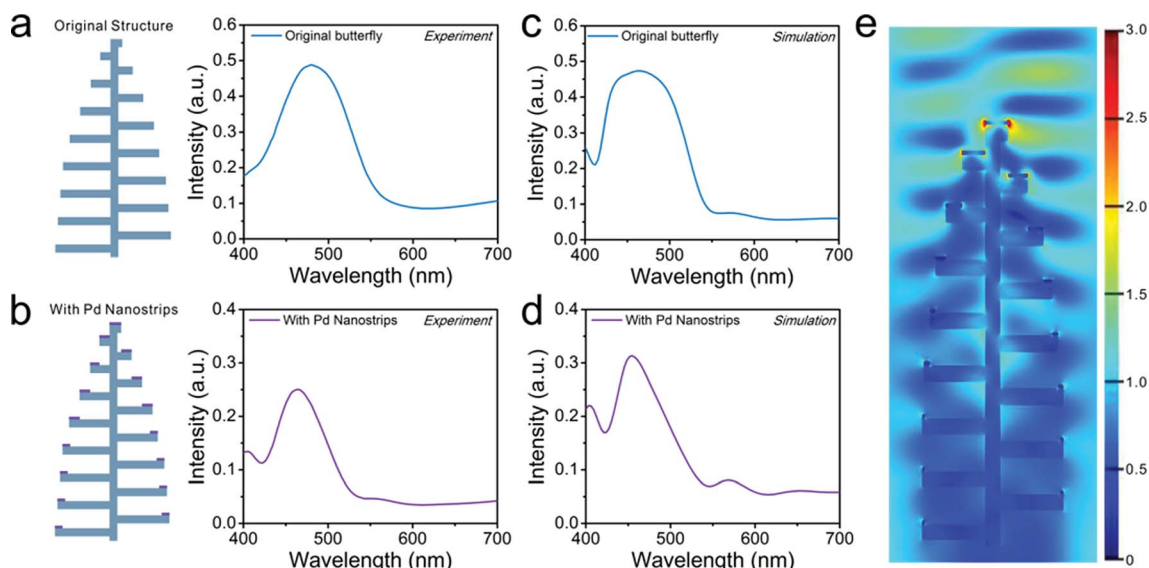 a
Original Structure
0.6
0.5
0.4
0.3
0.2
0.1
0.0
Intensity (a.u.)
Original butterfly
Experiment
400
500
600
700
Wavelength (nm)
c
0.6
0.5
0.4
0.3
0.2
0.1
0.0
Intensity (a.u.)
Original butterfly
Simulation
400
500
600
700
Wavelength (nm)
b
With Pd Nanostrips
0.4
0.3
0.2
0.1
0.0
Intensity (a.u.)
With Pd Nanostrips
Experiment
400
500
600
700
Wavelength (nm)
d
0.4
0.3
0.2
0.1
0.0
Intensity (a.u.)
With Pd Nanostrips
Simulation
400
500
600
700
Wavelength (nm)
e
3.0
2.5
2.0
1.5
1.0
0.5
0